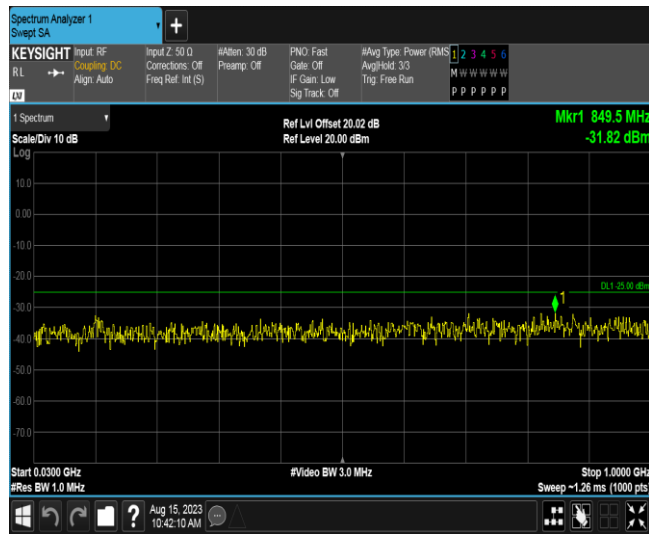 Spectrum Analyzer 1
Swept SA
+
KEYSIGHT
R L
LXI
Input: RF
Coupling: DC
Align: Auto
Input Z: 50 Ω
Corrections: Off
Freq Ref: Int (S)
#Atten: 30 dB
Preamp: Off
PNO: Fast
Gate: Off
IF Gain: Low
Sig Track: Off
#Avg Type: Power (RMS
Avg|Hold: 3/3
Trig: Free Run
1 2 3 4 5 6
M W W W W W
P P P P P P
1 Spectrum
Scale/Div 10 dB
Log
Ref Lvl Offset 20.02 dB
Ref Level 20.00 dBm
Mkr1 849.5 MHz
-31.82 dBm
10.0
0.00
-10.0
-20.0
DL1 -25.00 dBm
1
-30.0
-40.0
-50.0
-60.0
-70.0
Start 0.0300 GHz
#Res BW 1.0 MHz
#Video BW 3.0 MHz
Stop 1.0000 GHz
Sweep ~1.26 ms (1000 pts)
?
Aug 15, 2023
10:42:10 AM